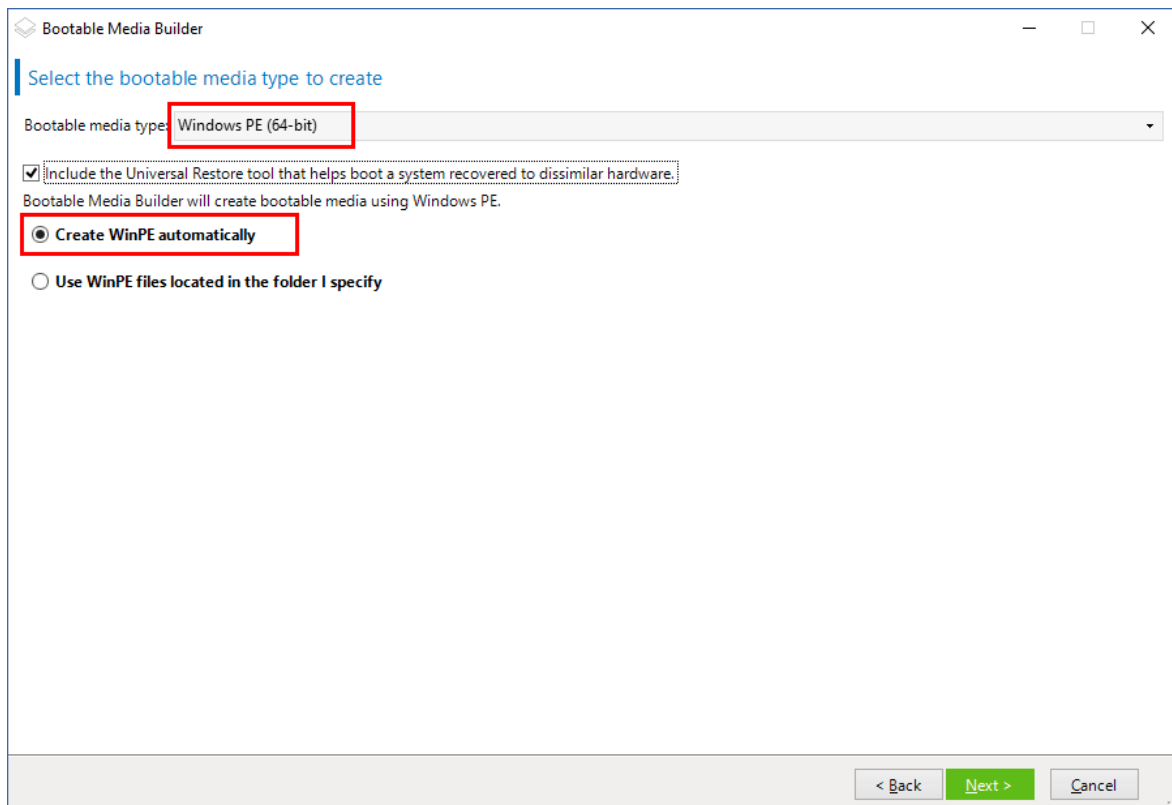 Bootable Media Builder
Select the bootable media type to create
Bootable media type: Windows PE (64-bit)
Include the Universal Restore tool that helps boot a system recovered to dissimilar hardware.
Bootable Media Builder will create bootable media using Windows PE.
Create WinPE automatically
Use WinPE files located in the folder I specify
< Back Next > Cancel